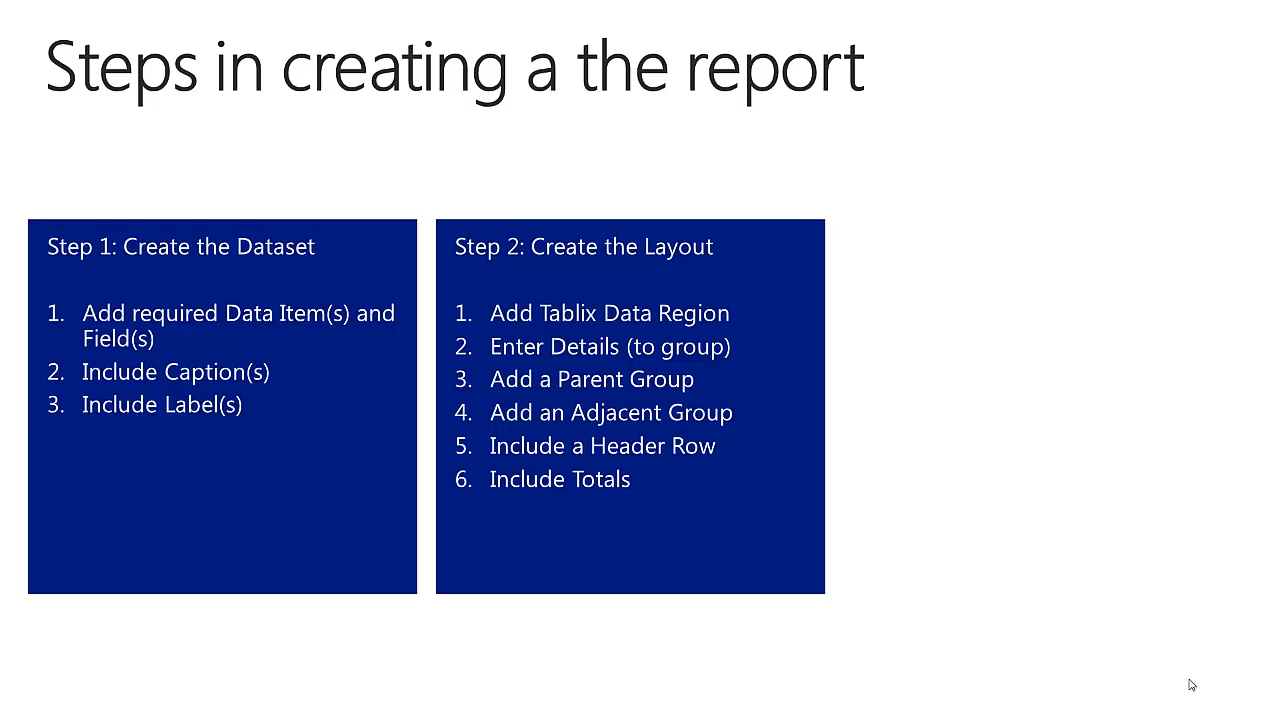 Steps in creating a the report
Step 1: Create the Dataset
1. Add required Data Item(s) and
Field(s)
2. Include Caption(s)
3. Include Label(s)
Step 2: Create the Layout
1. Add Tablix Data Region
2. Enter Details (to group)
3. Add a Parent Group
4. Add an Adjacent Group
5. Include a Header Row
6. Include Totals